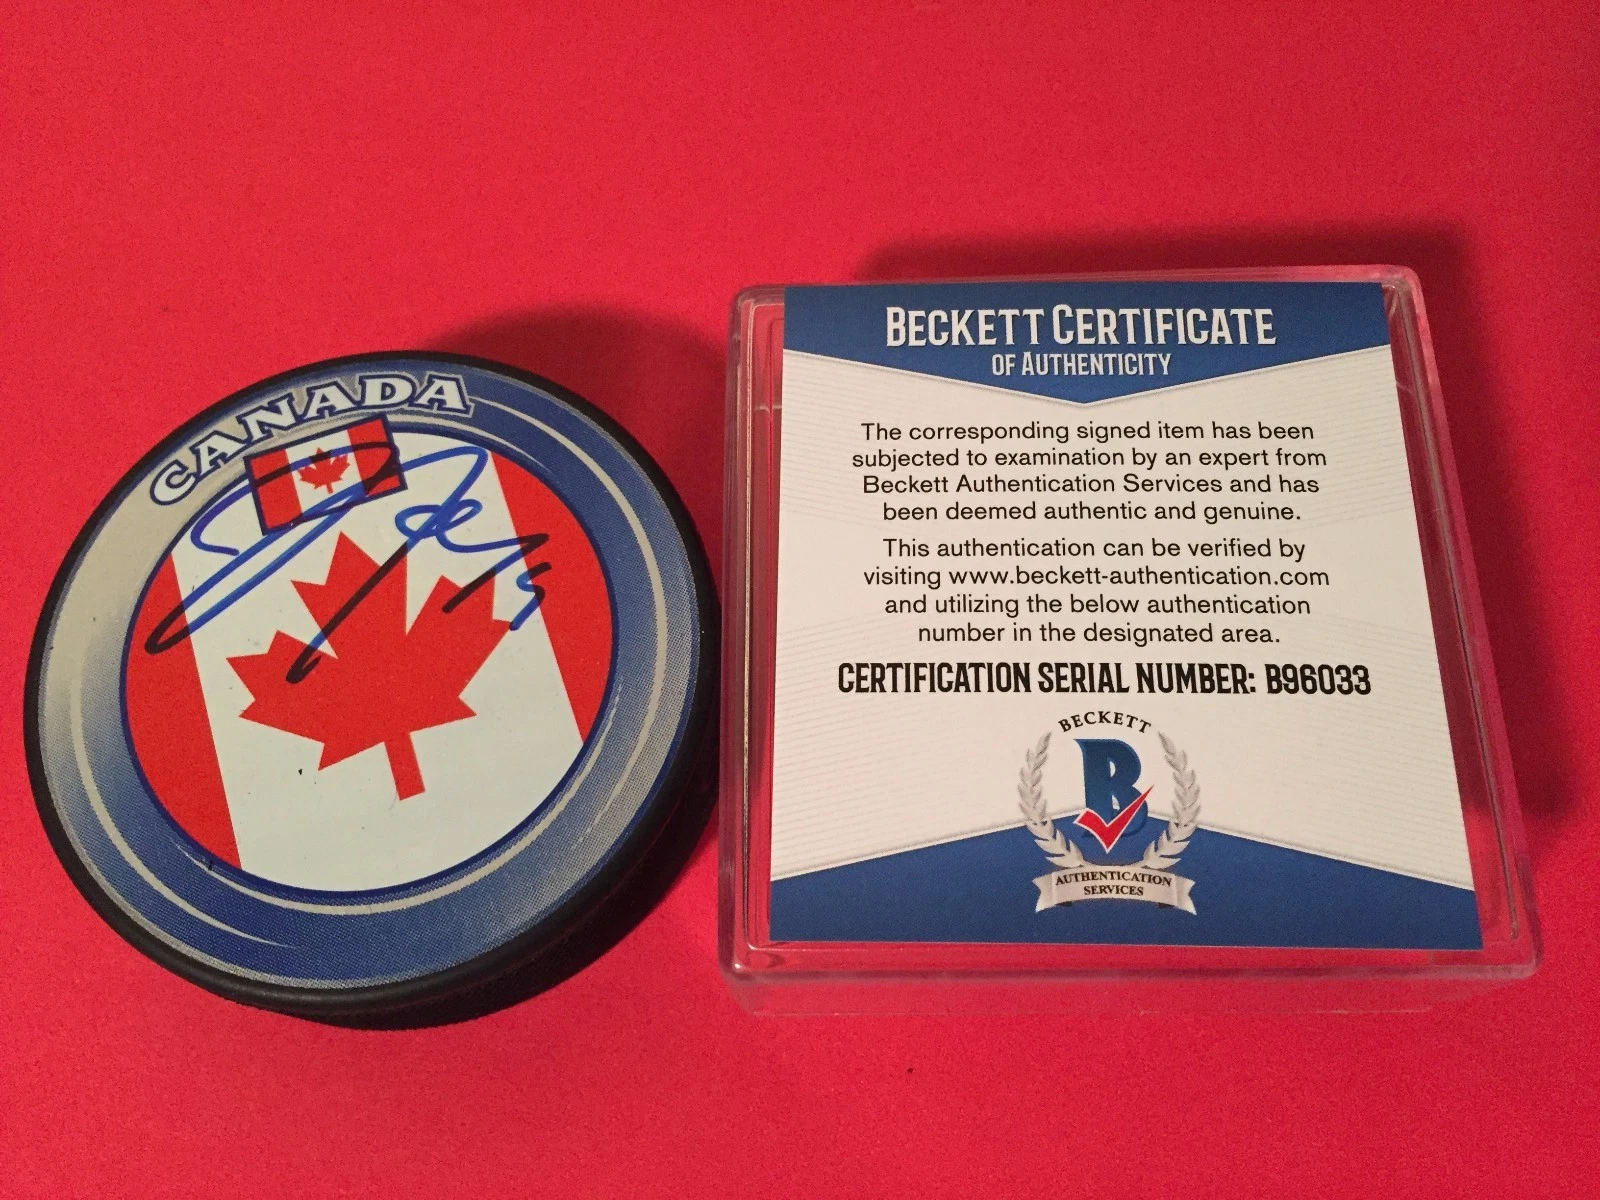 CANADA
BECKETT CERTIFICATE
OF AUTHENTICITY
The corresponding signed item has been
subjected to examination by an expert from
Beckett Authentication Services and has
been deemed authentic and genuine.
This authentication can be verified by
visiting www.beckett-authentication.com
and utilizing the below authentication
number in the designated area.
CERTIFICATION SERIAL NUMBER: B96033
BECKETT
B
AUTHENTICATION
SERVICES